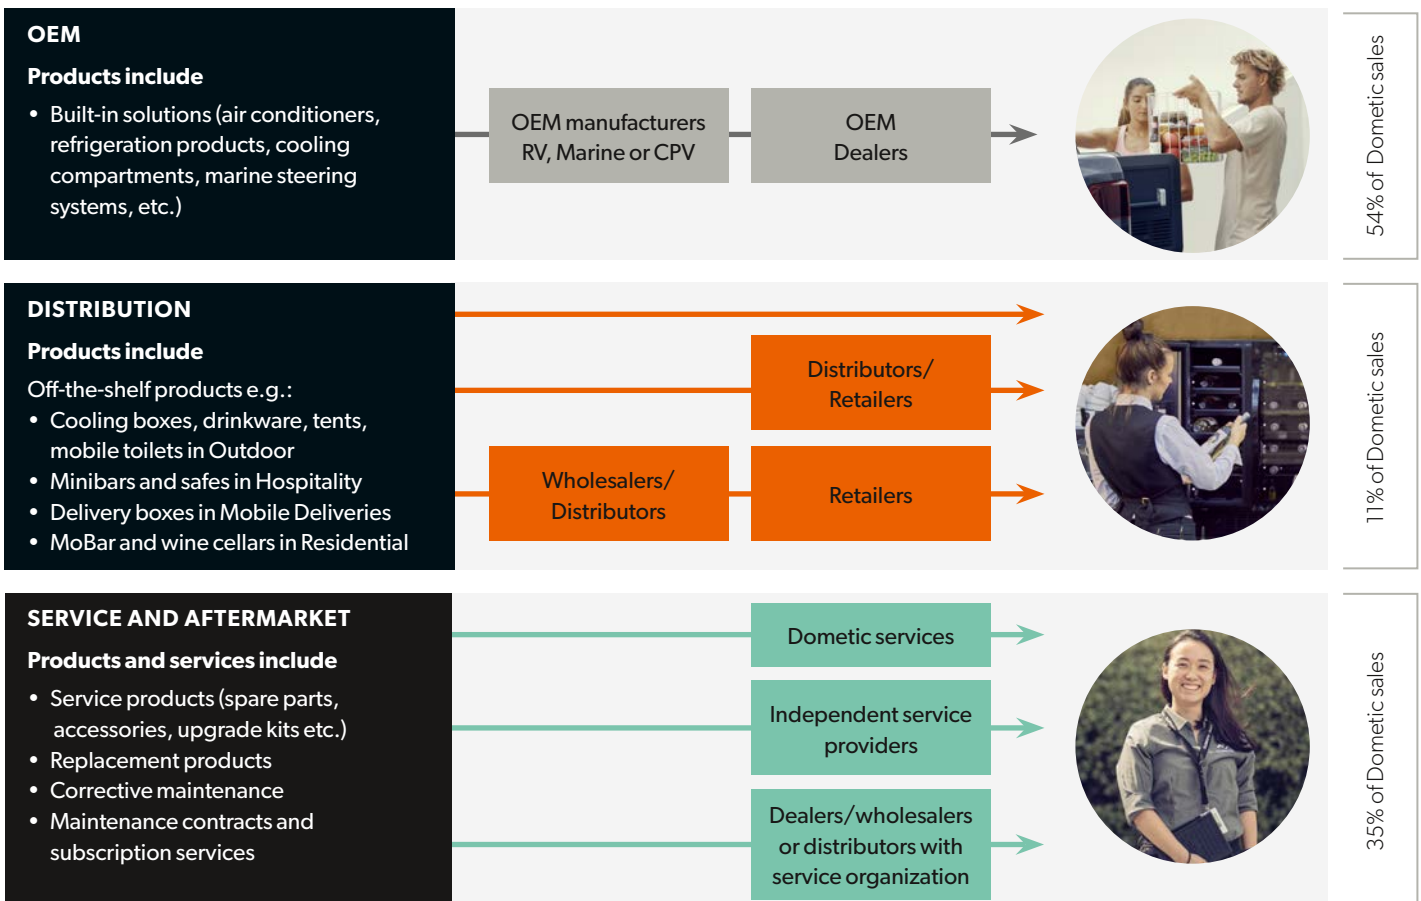 OEM
Products include
• Built-in solutions (air conditioners,
refrigeration products, cooling
compartments, marine steering
systems, etc.)
OEM manufacturers
RV, Marine or CPV
OEM
Dealers
54% of Dometic sales
DISTRIBUTION
Products include
Off-the-shelf products e.g.:
• Cooling boxes, drinkware, tents,
mobile toilets in Outdoor
• Minibars and safes in Hospitality
• Delivery boxes in Mobile Deliveries
• MoBar and wine cellars in Residential
Distributors/
Retailers
Wholesalers/
Distributors
Retailers
11% of Dometic sales
SERVICE AND AFTERMARKET
Products and services include
• Service products (spare parts,
accessories, upgrade kits etc.)
• Replacement products
• Corrective maintenance
• Maintenance contracts and
subscription services
Dometic services
Independent service
providers
Dealers/wholesalers
or distributors with
service organization
35% of Dometic sales